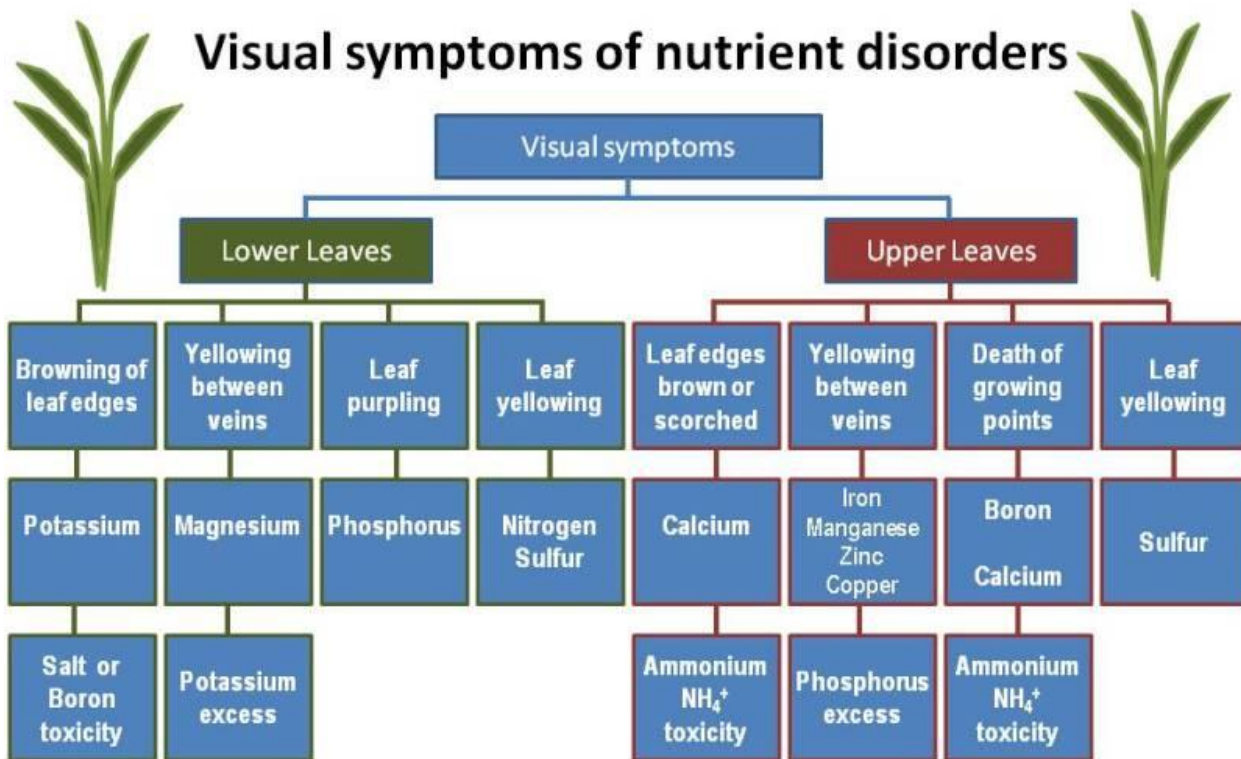 Visual symptoms of nutrient disorders
Visual symptoms
Lower Leaves
Upper Leaves
Browning of
leaf edges
Yellowing
between
veins
Leaf
purpling
Leaf
yellowing
Leaf edges
brown or
scorched
Yellowing
between
veins
Death of
growing
points
Leaf
yellowing
Potassium
Magnesium
Phosphorus
Nitrogen
Sulfur
Calcium
Iron
Manganese
Zinc
Copper
Boron
Calcium
Sulfur
Salt or
Boron
toxicity
Potassium
excess
Ammonium
NH₄⁺
toxicity
Phosphorus
excess
Ammonium
NH₄⁺
toxicity